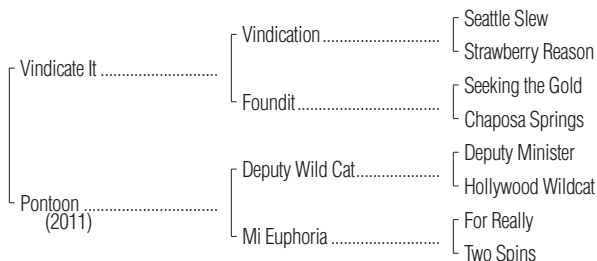 Seattle Slew
Vindication
Strawberry Reason
Vindicate It
Seeking the Gold
Foundit
Chaposa Springs
Deputy Minister
Deputy Wild Cat
Hollywood Wildcat
Pontoon
(2011)
For Really
Mi Euphoria
Two Spins